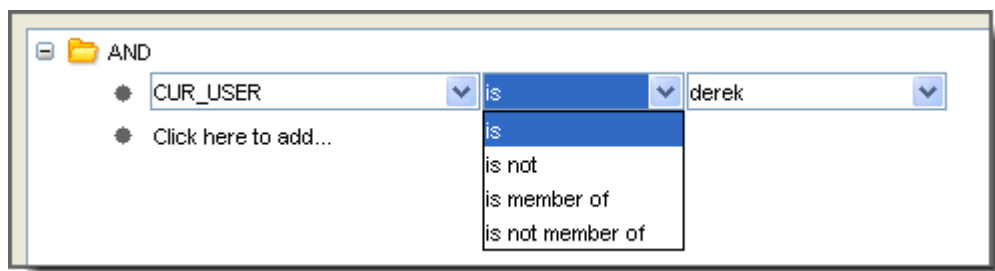 AND
CUR_USER is derek
Click here to add...
is
is not
is member of
is not member of